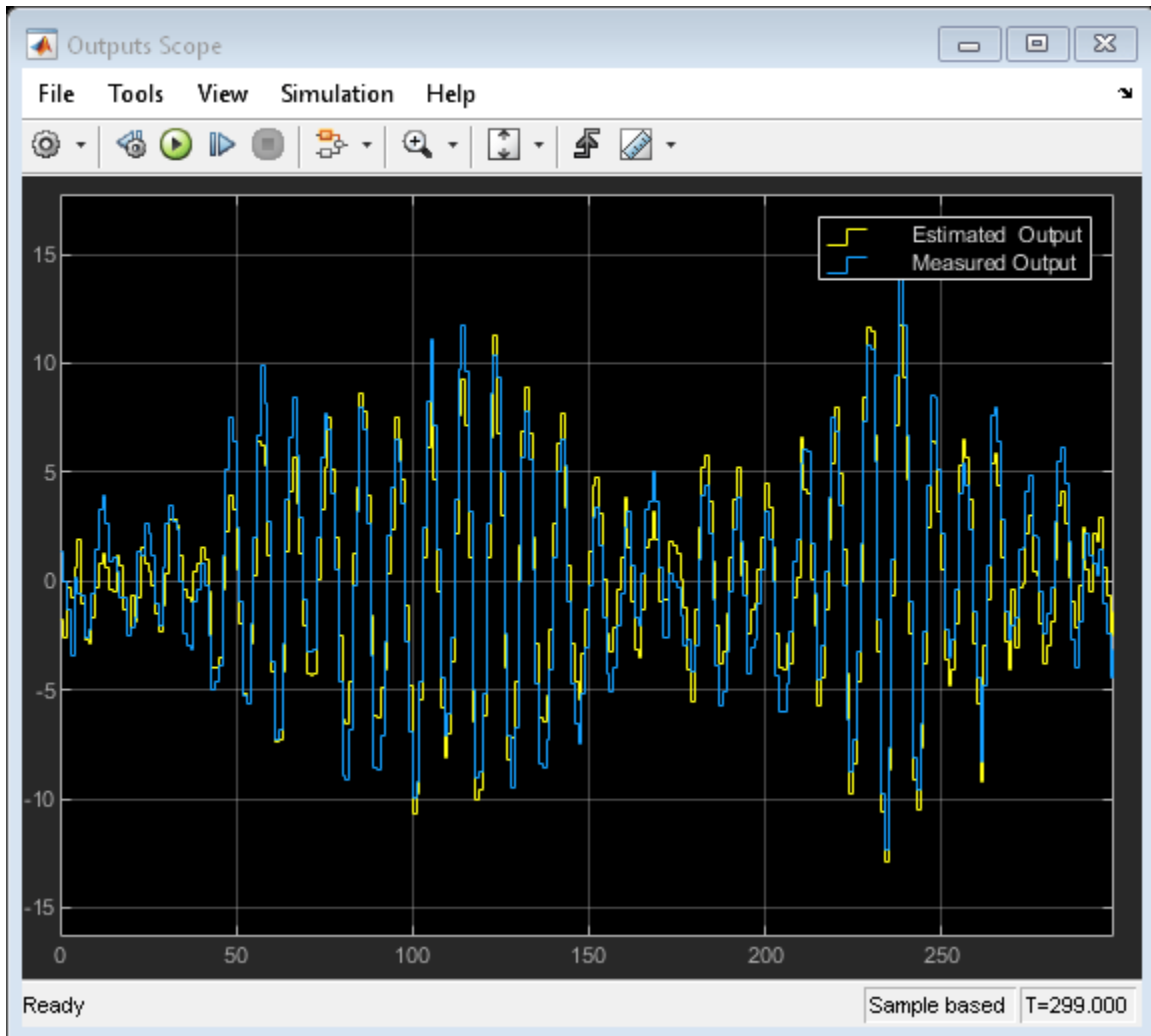 Outputs Scope
File Tools View Simulation Help
Estimated Output
Measured Output
15
10
5
0
-5
-10
-15
0 50 100 150 200 250
Ready Sample based T=299.000